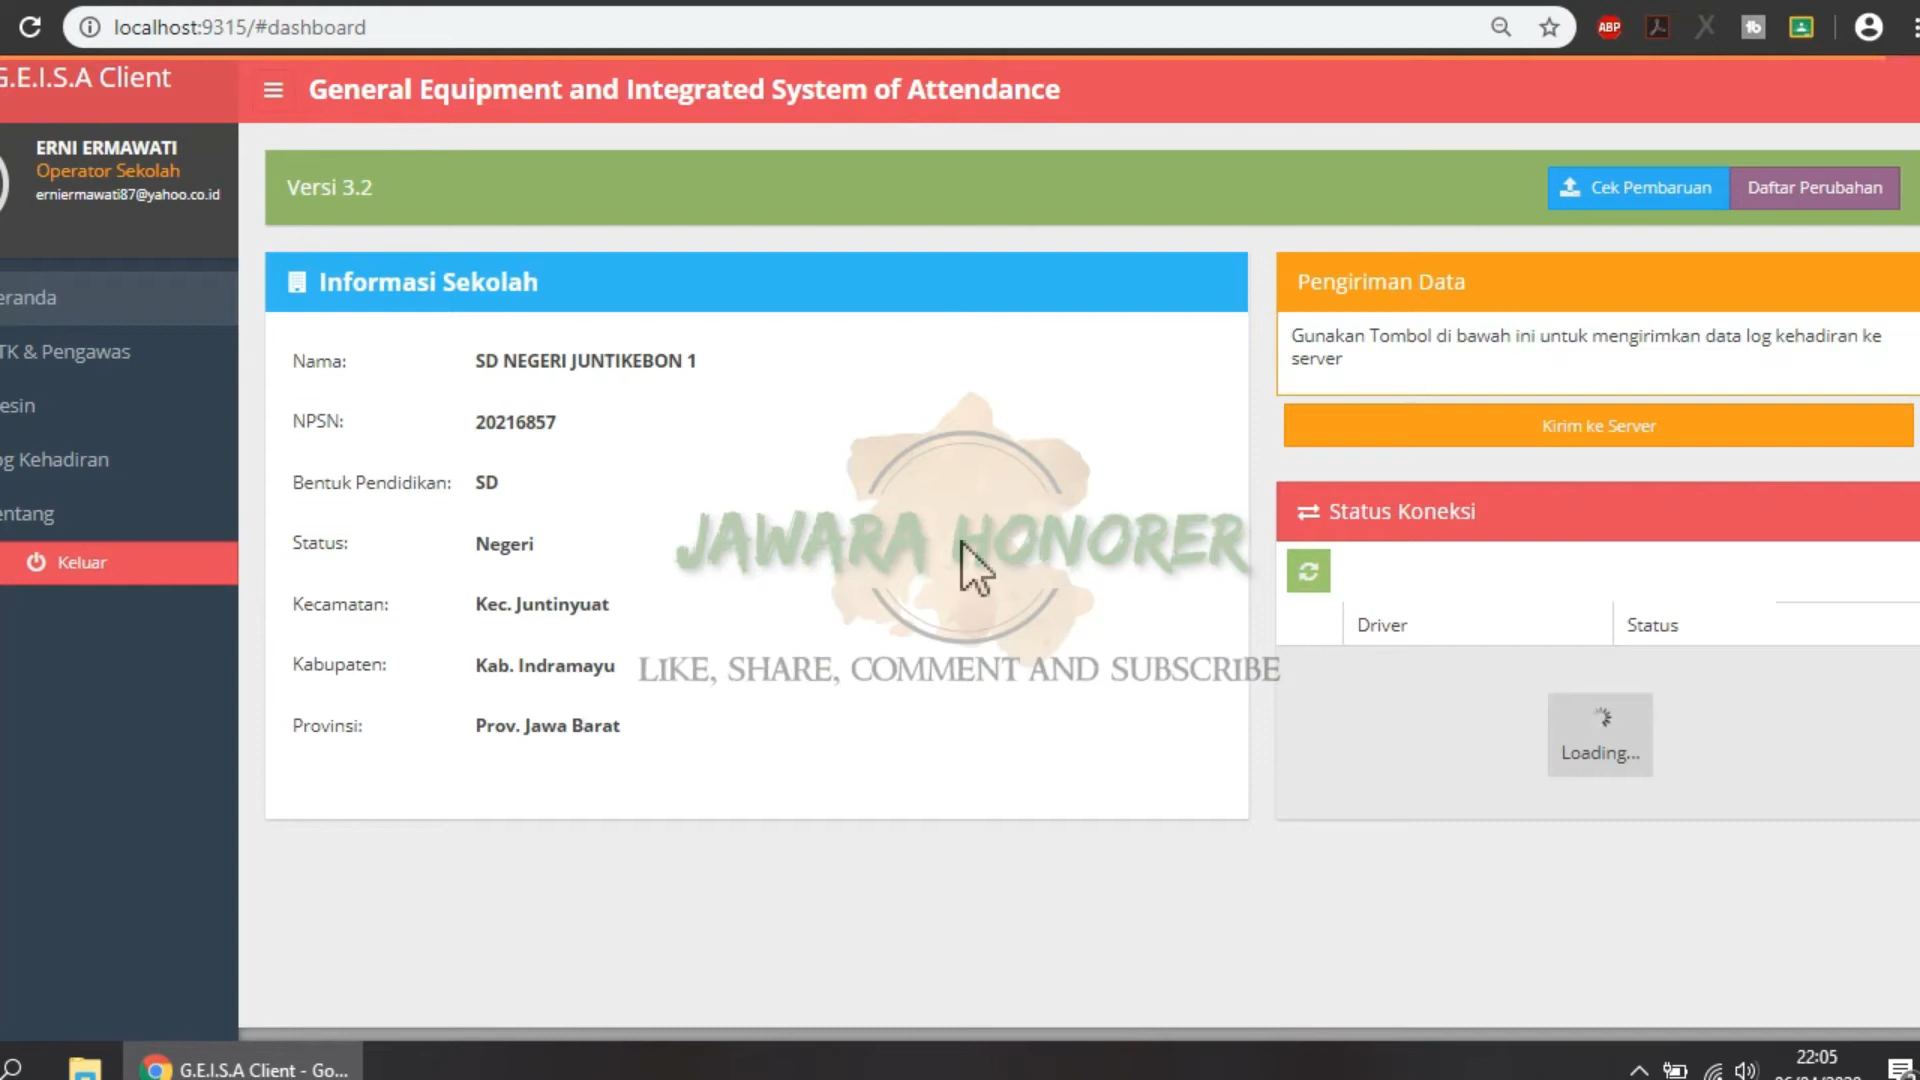 localhost:9315/#dashboard
ABP
G.E.I.S.A Client
General Equipment and Integrated System of Attendance
ERNI ERMAWATI
Operator Sekolah
erniermawati87@yahoo.co.id
Versi 3.2
Cek Pembaruan
Daftar Perubahan
eranda
TK & Pengawas
esin
og Kehadiran
entang
Keluar
Informasi Sekolah
Nama: SD NEGERI JUNTIKEBON 1
NPSN: 20216857
Bentuk Pendidikan: SD
Status: Negeri
Kecamatan: Kec. Juntinyuat
Kabupaten: Kab. Indramayu
Provinsi: Prov. Jawa Barat
JAWARA HONORER
LIKE, SHARE, COMMENT AND SUBSCRIBE
Pengiriman Data
Gunakan Tombol di bawah ini untuk mengirimkan data log kehadiran ke
server
Kirim ke Server
Status Koneksi
Driver
Status
Loading...
G.E.I.S.A Client - Go...
22:05